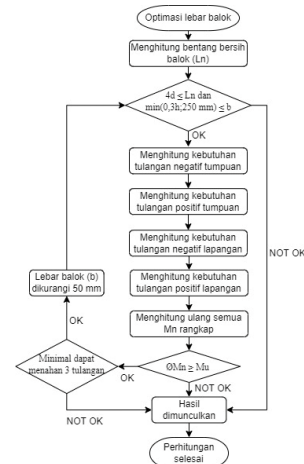 Optimasi lebar balok
Menghitung bentang bersih
balok (Ln)
4d ≤ Ln dan
min(0,3h;250 mm) ≤ b
OK
Menghitung kebutuhan
tulangan negatif tumpuan
Menghitung kebutuhan
tulangan positif tumpuan
Menghitung kebutuhan
tulangan negatif lapangan
NOT OK
Lebar balok (b)
dikurangi 50 mm
Menghitung kebutuhan
tulangan positif lapangan
OK
Menghitung ulang semua
Mn rangkap
Minimal dapat
menahan 3 tulangan
OK
ØMn ≥ Mu
NOT OK
NOT OK
Hasil
dimunculkan
Perhitungan
selesai